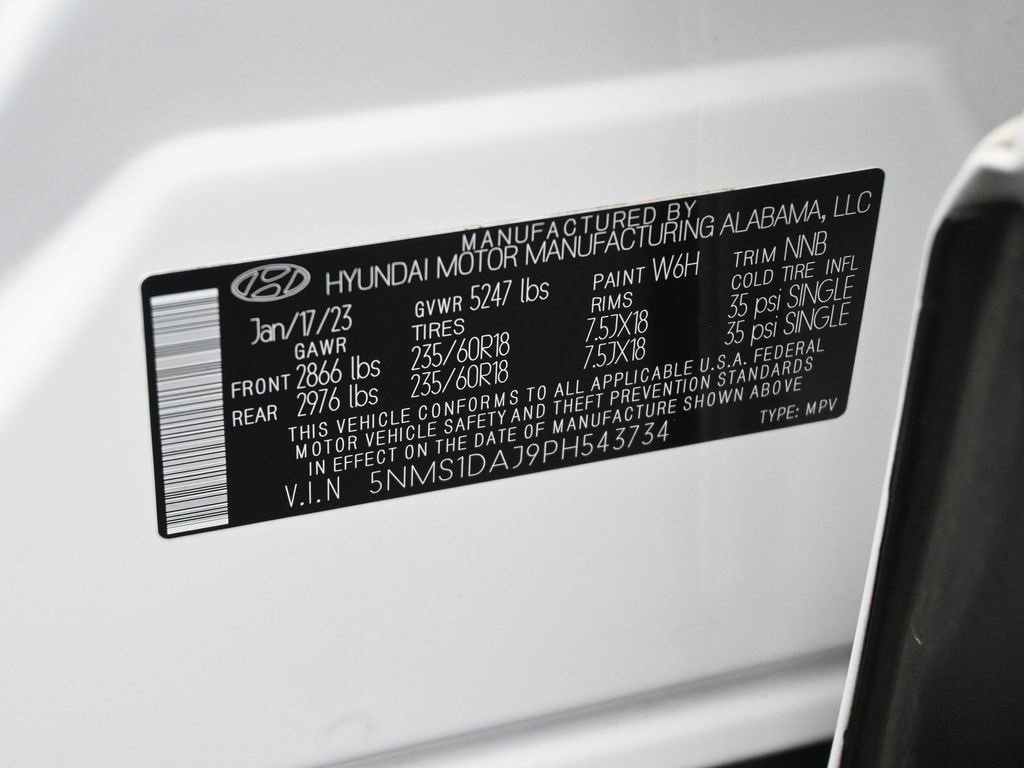 MANUFACTURED BY
HYUNDAI MOTOR MANUFACTURING ALABAMA, LLC
Jan/17/23 GVWR 5247 lbs PAINT W6H TRIM NNB
GAWR TIRES RIMS COLD TIRE INFL
FRONT 2866 lbs 235/60R18 7.5JX18 35 psi SINGLE
REAR 2976 lbs 235/60R18 7.5JX18 35 psi SINGLE
THIS VEHICLE CONFORMS TO ALL APPLICABLE U.S.A. FEDERAL
MOTOR VEHICLE SAFETY AND THEFT PREVENTION STANDARDS
IN EFFECT ON THE DATE OF MANUFACTURE SHOWN ABOVE
V.I.N 5NMS1DAJ9PH543734 TYPE: MPV